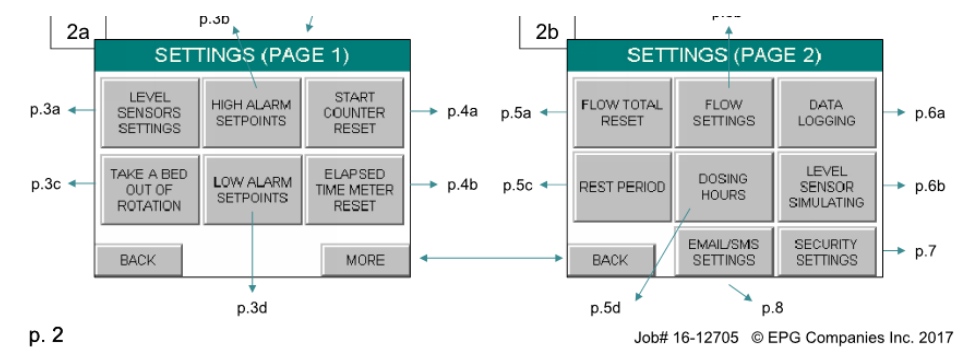 p.3b
2a
SETTINGS (PAGE 1)
p.3a
LEVEL
SENSORS
SETTINGS
HIGH ALARM
SETPOINTS
START
COUNTER
RESET
p.4a
p.3c
TAKE A BED
OUT OF
ROTATION
LOW ALARM
SETPOINTS
ELAPSED
TIME METER
RESET
p.4b
BACK
MORE
p.3d
2b
SETTINGS (PAGE 2)
p.5a
FLOW TOTAL
RESET
FLOW
SETTINGS
DATA
LOGGING
p.6a
p.5c
REST PERIOD
DOSING
HOURS
LEVEL
SENSOR
SIMULATING
p.6b
BACK
EMAIL/SMS
SETTINGS
SECURITY
SETTINGS
p.7
p.5d
p.8
p. 2
Job# 16-12705 © EPG Companies Inc. 2017